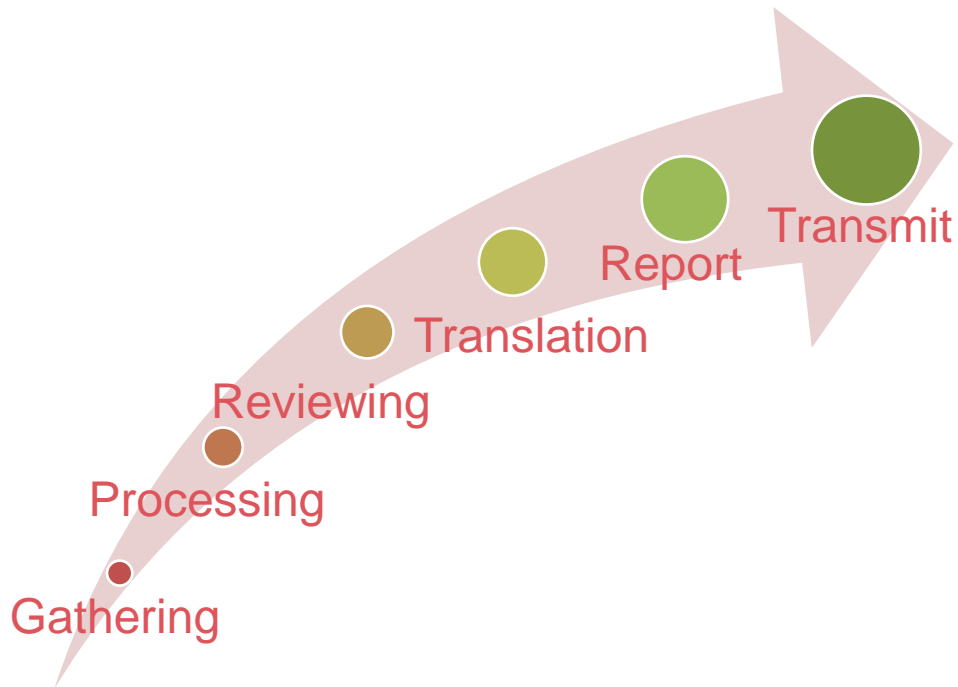 Gathering
Processing
Reviewing
Translation
Report
Transmit